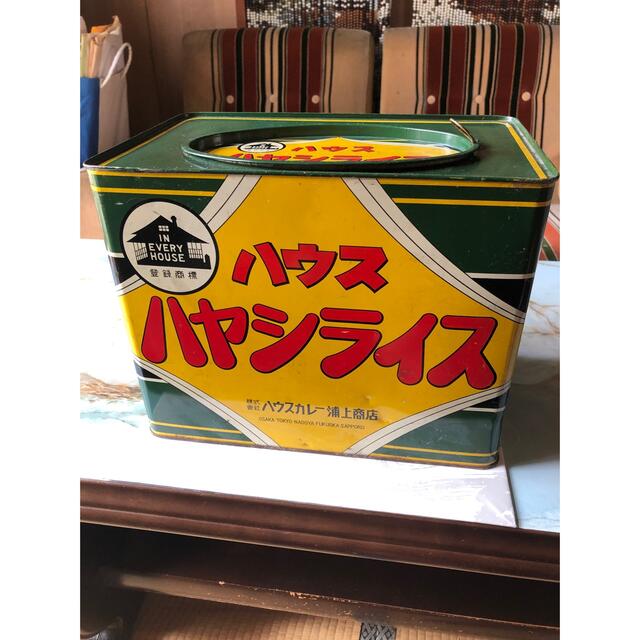 ハウス
ハヤシライス
IN
EVERY
HOUSE
登録商標
ハウス
ハヤシライス
株式
会社 ハウスカレー浦上商店
OSAKA TOKYO NAGOYA FUKUOKA SAPPORO